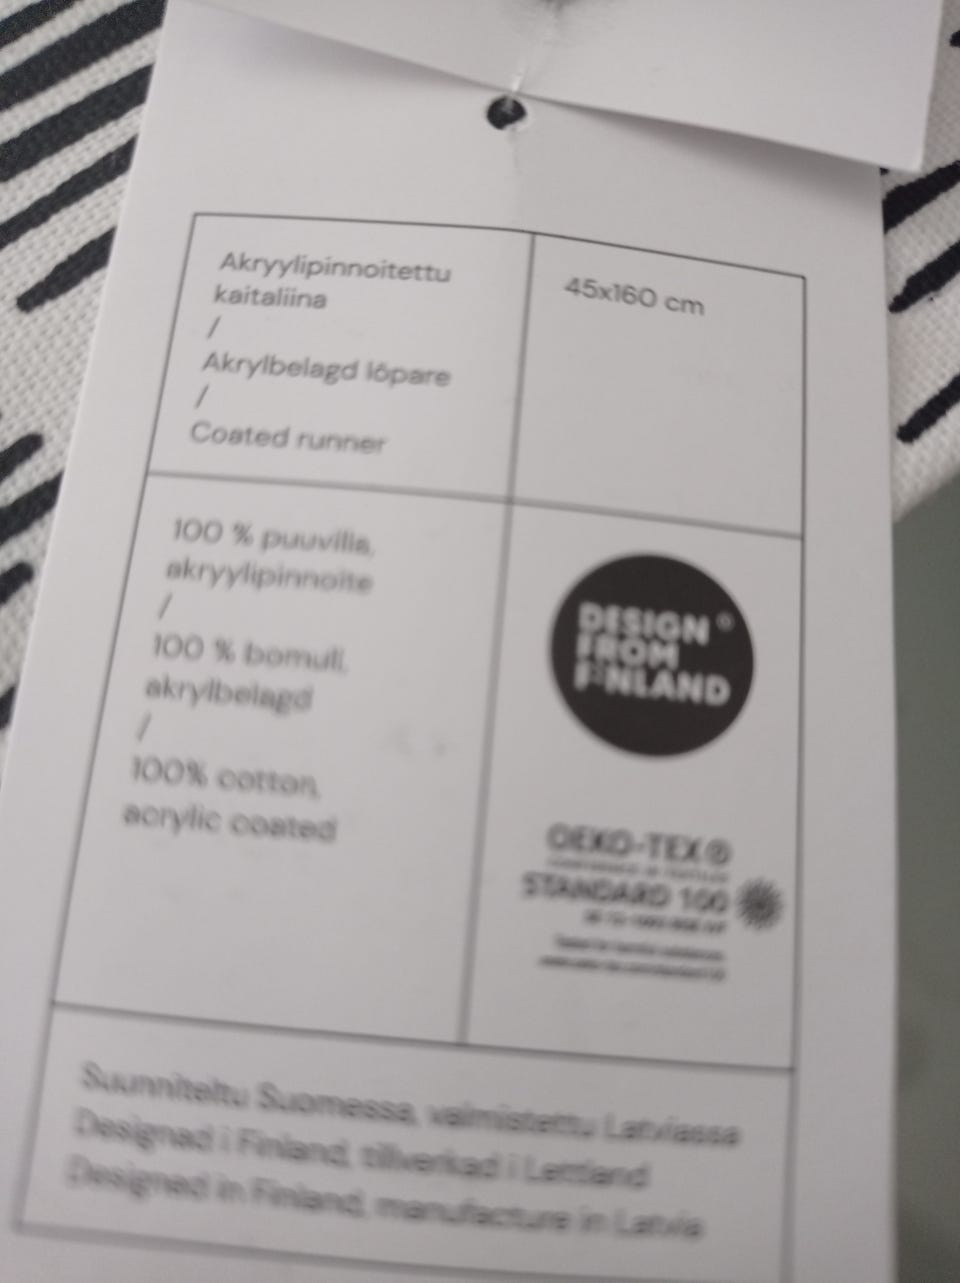 Akryylipinnoitettu
kaitaliina
/
Akrylbelagd löpare
/
Coated runner
45x160 cm
100 % puuvilla,
akryylipinnoite
/
100 % bomull,
akrylbelagd
/
100% cotton,
acrylic coated
DESIGN
FROM
FINLAND
OEKO-TEX®
STANDARD 100
Suunniteltu Suomessa, valmistettu Latviassa
Designad i Finland, tillverkad i Lettland
Designed in Finland, manufacture in Latvia